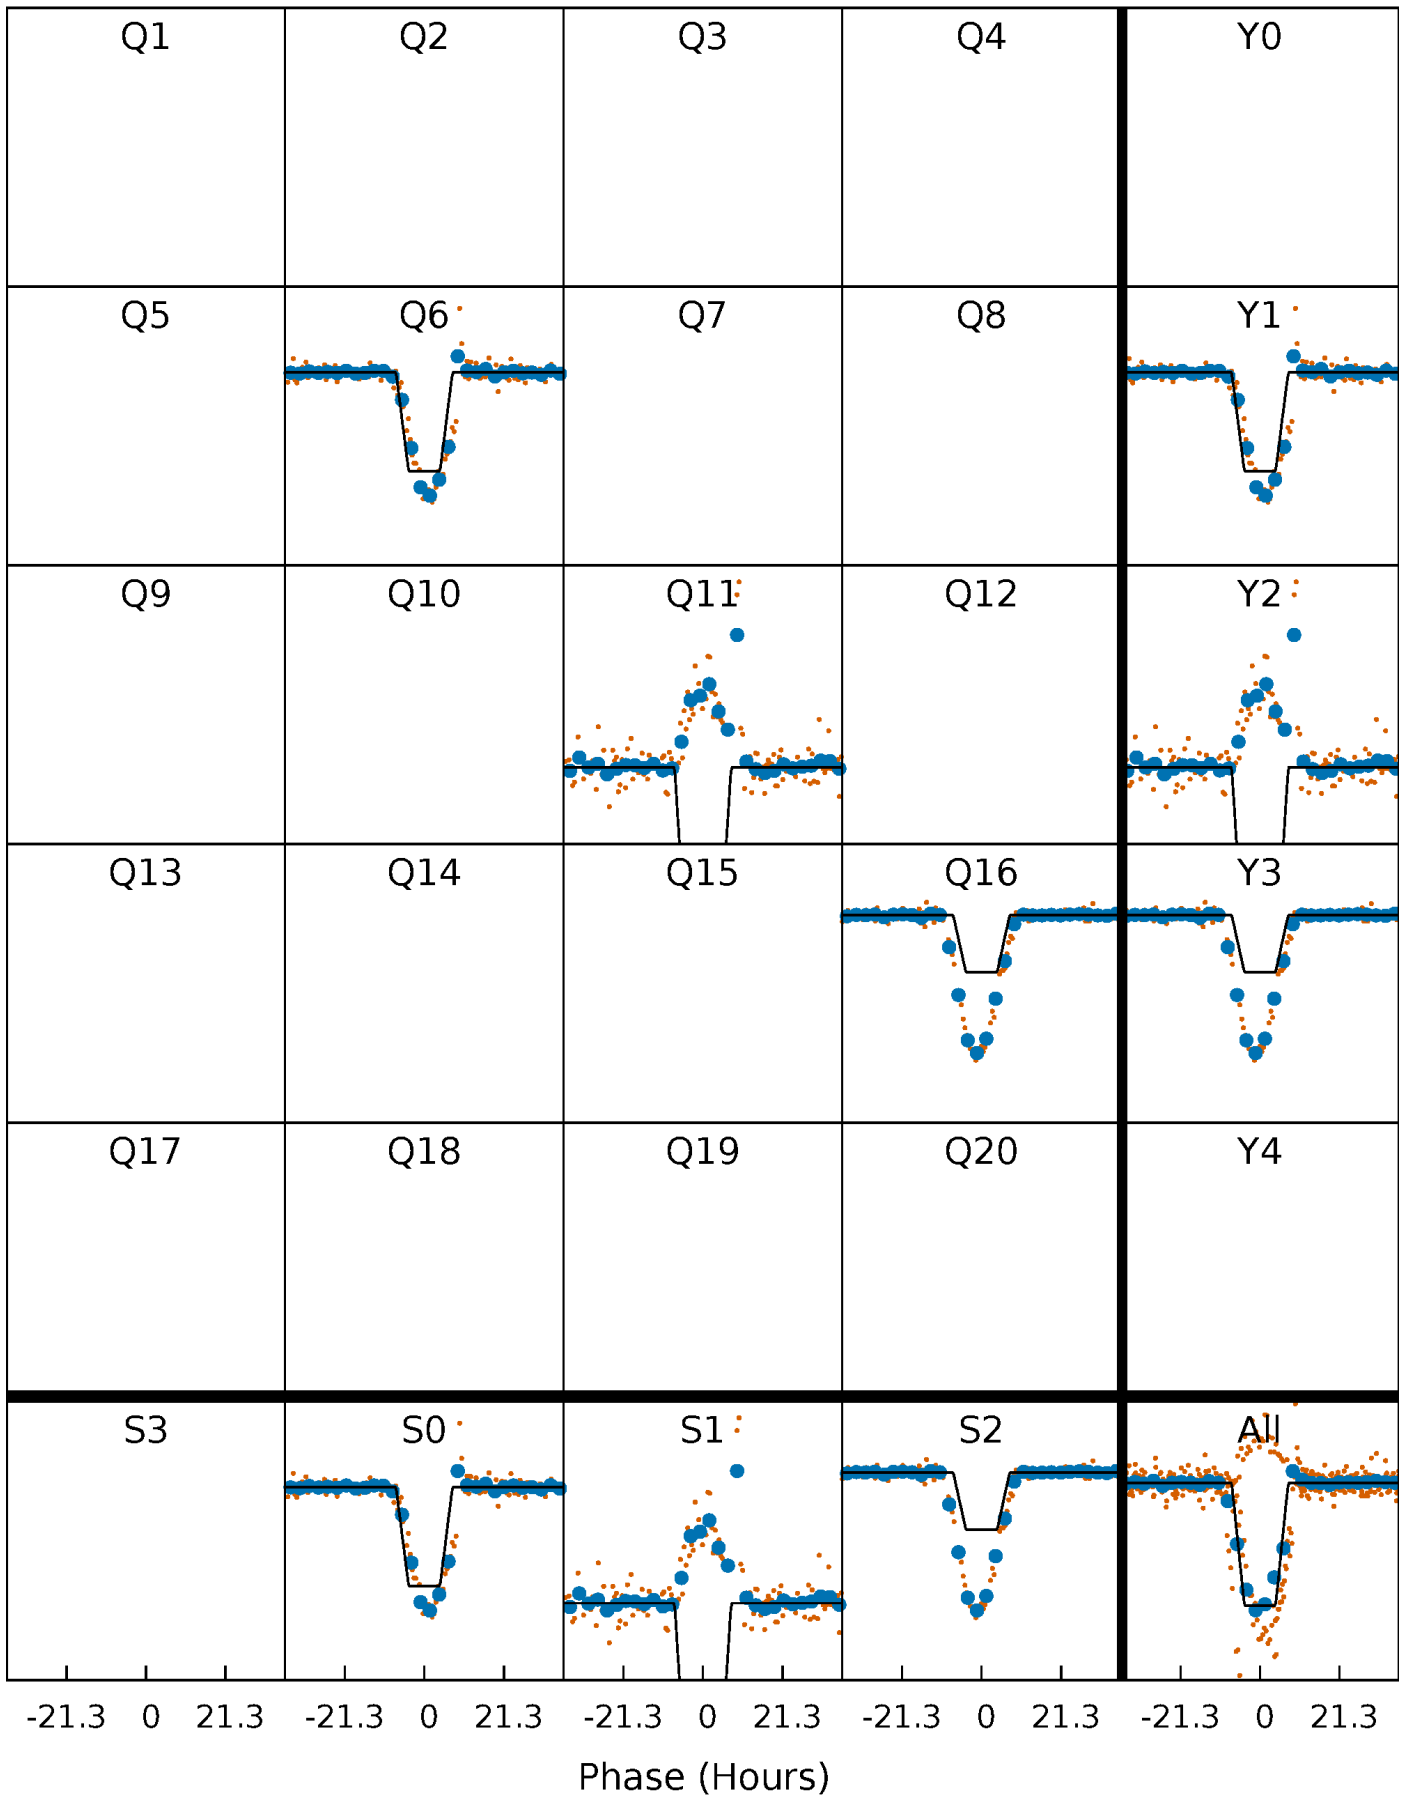 Q1 Q2 Q3 Q4 Y0
Q5 Q6 Q7 Q8 Y1
Q9 Q10 Q11 Q12 Y2
Q13 Q14 Q15 Q16 Y3
Q17 Q18 Q19 Q20 Y4
S3 S0 S1 S2 All
-21.3 0 21.3 -21.3 0 21.3 -21.3 0 21.3 -21.3 0 21.3 -21.3 0 21.3
Phase (Hours)